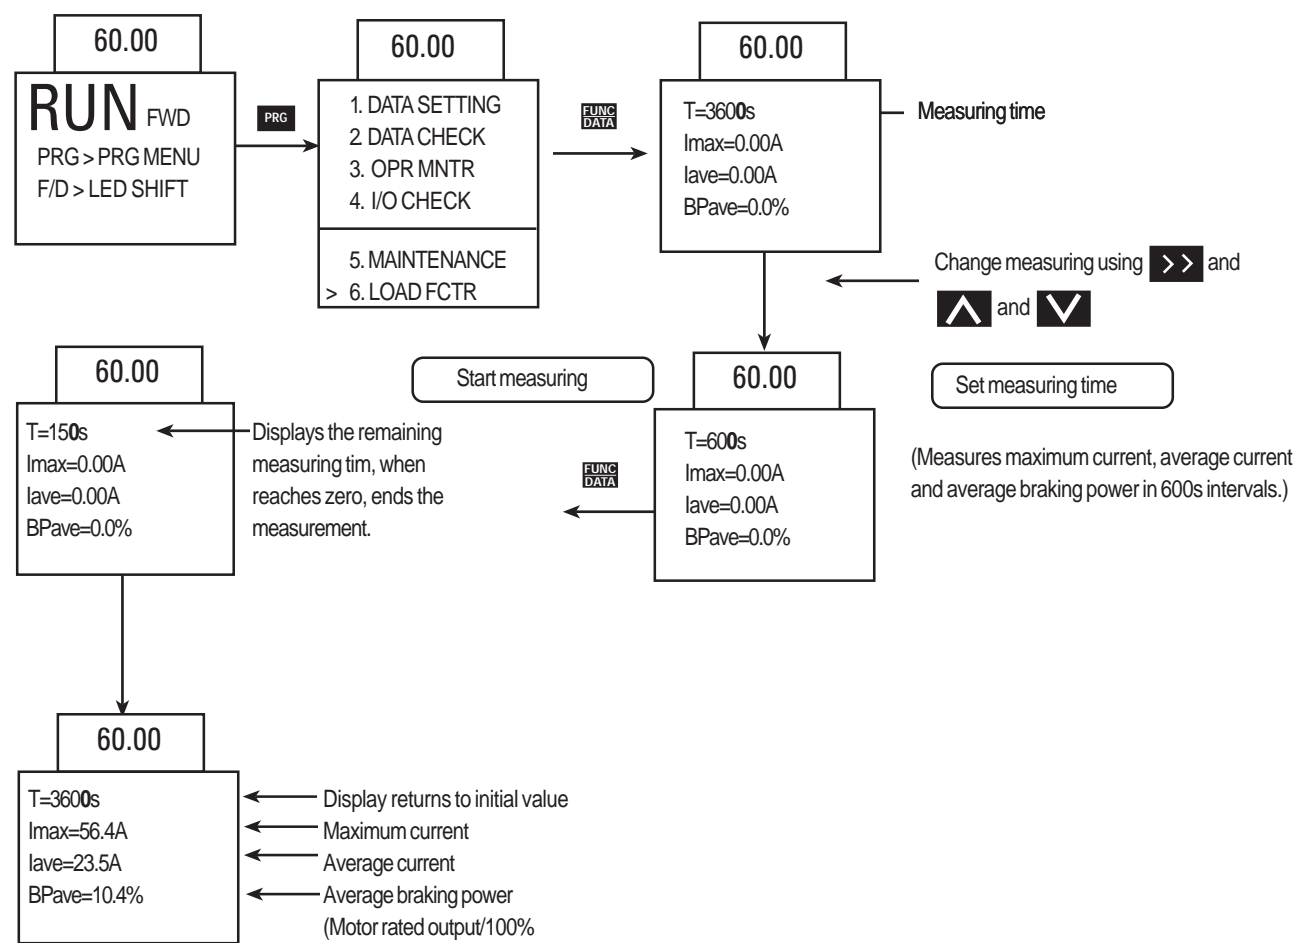 60.00
RUN FWD
PRG > PRG MENU
F/D > LED SHIFT
PRG
60.00
1. DATA SETTING
2. DATA CHECK
3. OPR MNTR
4. I/O CHECK
5. MAINTENANCE
> 6. LOAD FCTR
FUNC
DATA
60.00
T=3600s
Imax=0.00A
Iave=0.00A
BPave=0.0%
Measuring time
Change measuring using >> and
∧ and ∨
Set measuring time
(Measures maximum current, average current
and average braking power in 600s intervals.)
60.00
T=600s
Imax=0.00A
Iave=0.00A
BPave=0.0%
Start measuring
FUNC
DATA
60.00
T=150s
Imax=0.00A
Iave=0.00A
BPave=0.0%
Displays the remaining
measuring tim, when
reaches zero, ends the
measurement.
60.00
T=3600s
Imax=56.4A
Iave=23.5A
BPave=10.4%
Display returns to initial value
Maximum current
Average current
Average braking power
(Motor rated output/100%